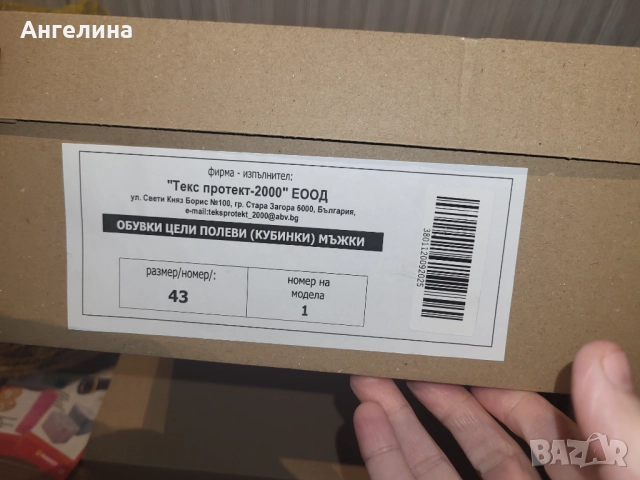 Ангелина
фирма - изпълнител:
"Текс протект-2000" ЕООД
ул. Свети Княз Борис №100, гр. Стара Загора 6000, България,
e-mail:teksprotekt_2000@abv.bg
ОБУВКИ ЦЕЛИ ПОЛЕВИ (КУБИНКИ) МЪЖКИ
размер/номер/:
43
номер на
модела
1
3801120092025
BAZAR